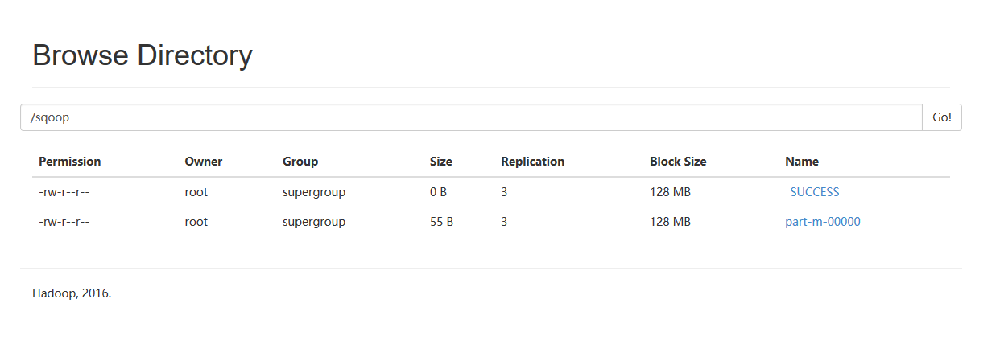 Browse Directory
/sqoop Go!
Permission Owner Group Size Replication Block Size Name
-rw-r--r-- root supergroup 0 B 3 128 MB _SUCCESS
-rw-r--r-- root supergroup 55 B 3 128 MB part-m-00000
Hadoop, 2016.